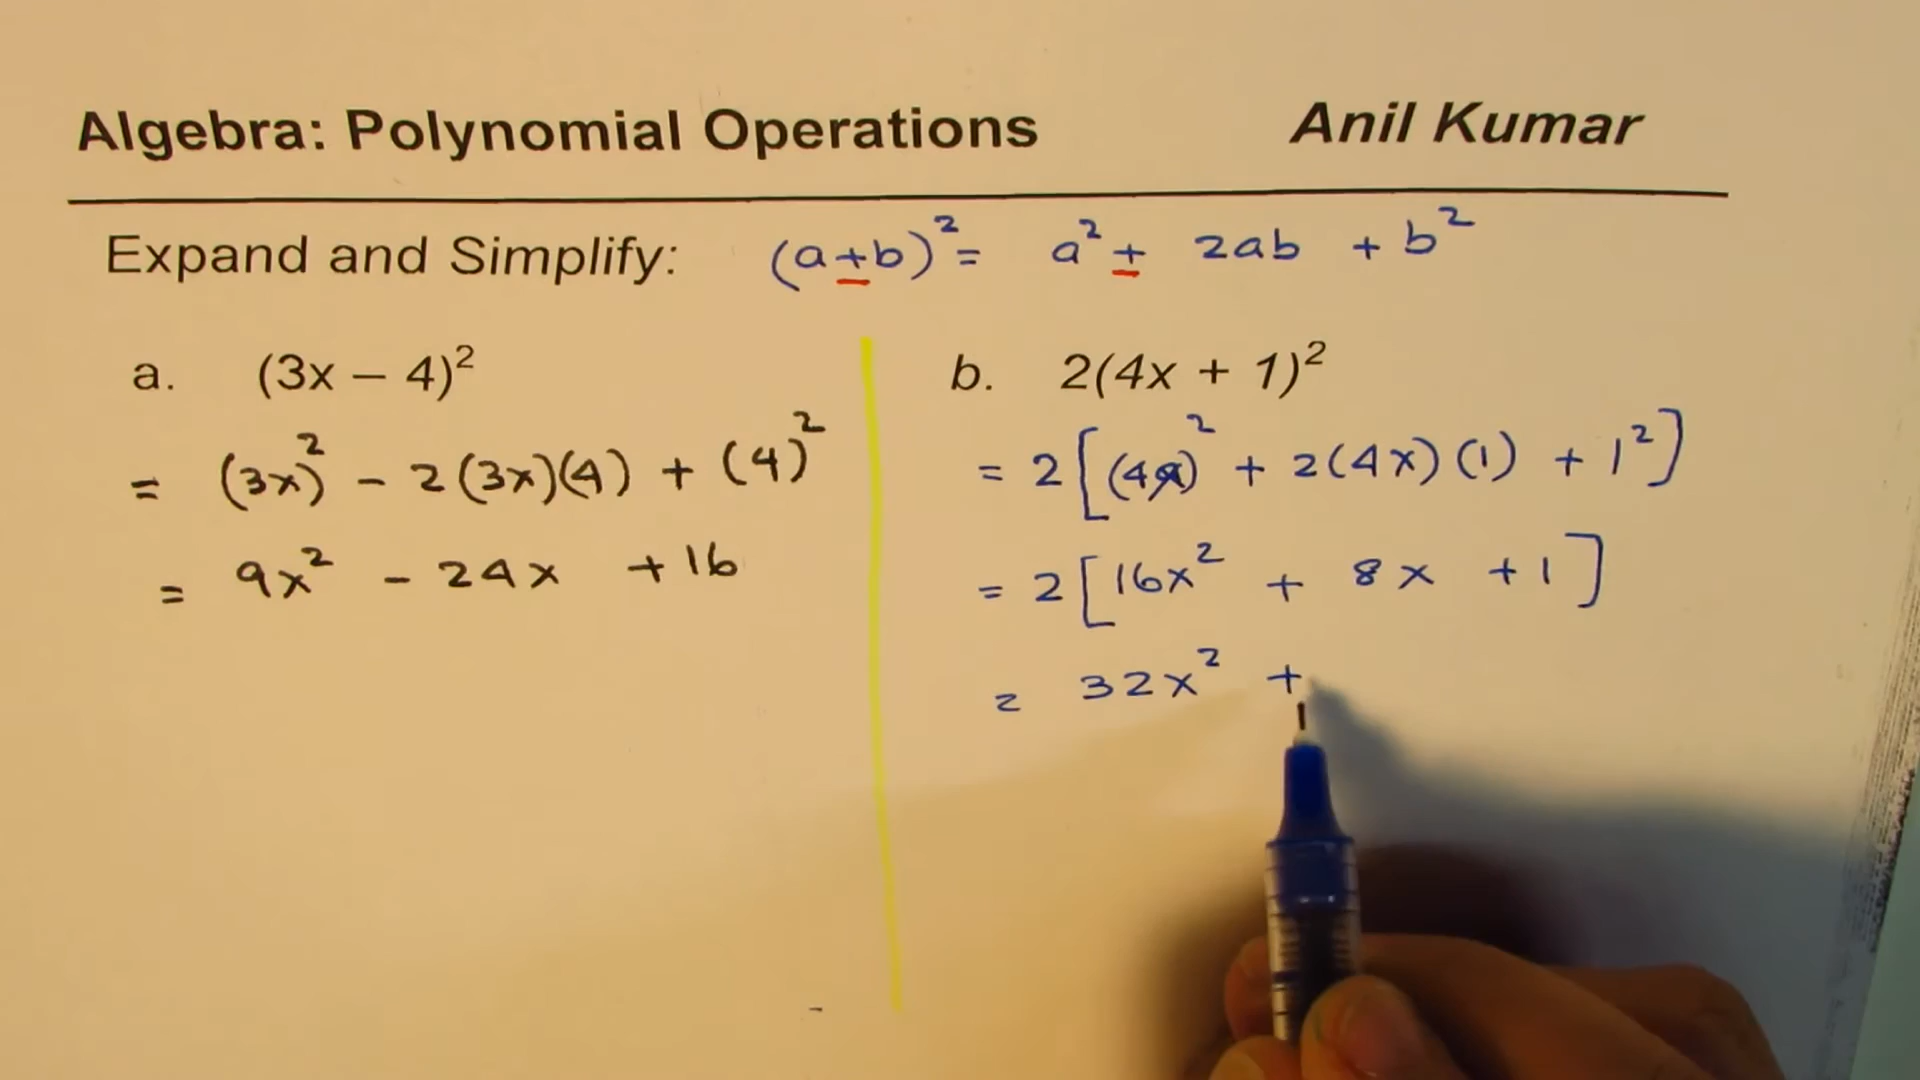 Algebra: Polynomial Operations Anil Kumar
Expand and Simplify: (a±b)² = a² ± 2ab + b²
a. (3x – 4)²
= (3x)² - 2(3x)(4) + (4)²
= 9x² - 24x +16
b. 2(4x + 1)²
= 2[(4x)² + 2(4x)(1) + 1²]
= 2[16x² + 8x +1]
= 32x² +